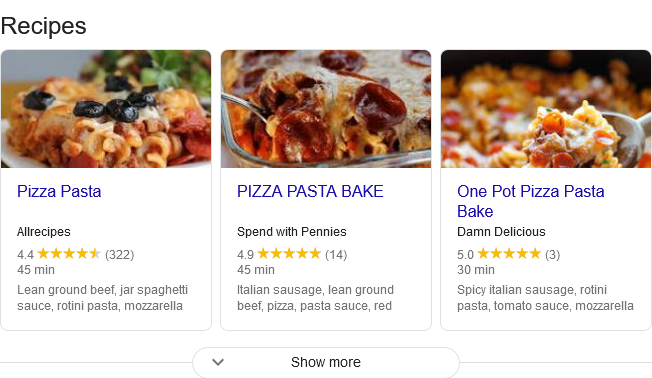 Recipes
Pizza Pasta
Allrecipes
4.4 ★★★★★ (322)
45 min
Lean ground beef, jar spaghetti
sauce, rotini pasta, mozzarella
PIZZA PASTA BAKE
Spend with Pennies
4.9 ★★★★★ (14)
45 min
Italian sausage, lean ground
beef, pizza, pasta sauce, red
One Pot Pizza Pasta
Bake
Damn Delicious
5.0 ★★★★★ (3)
30 min
Spicy italian sausage, rotini
pasta, tomato sauce, mozzarella
Show more